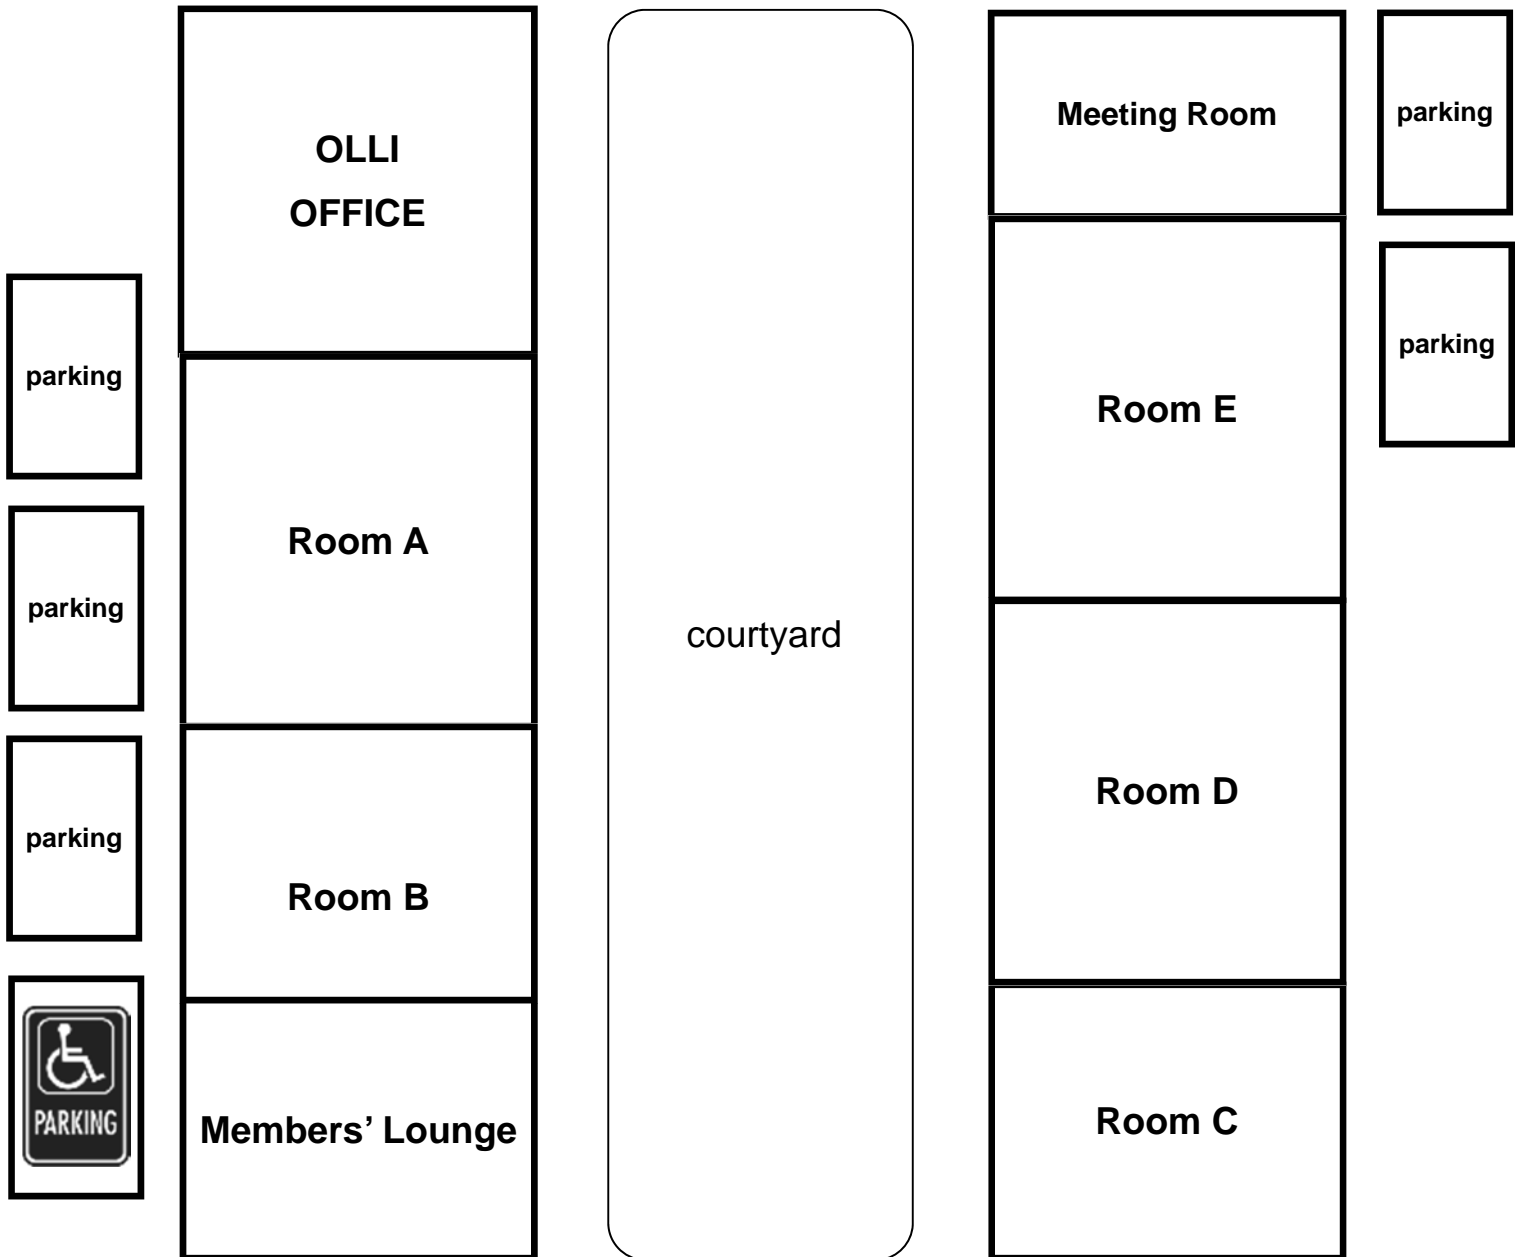 OLLI
OFFICE
Meeting Room
parking
parking
parking
Room E
Room A
parking
courtyard
Room D
parking
Room B
PARKING
Members’ Lounge
Room C